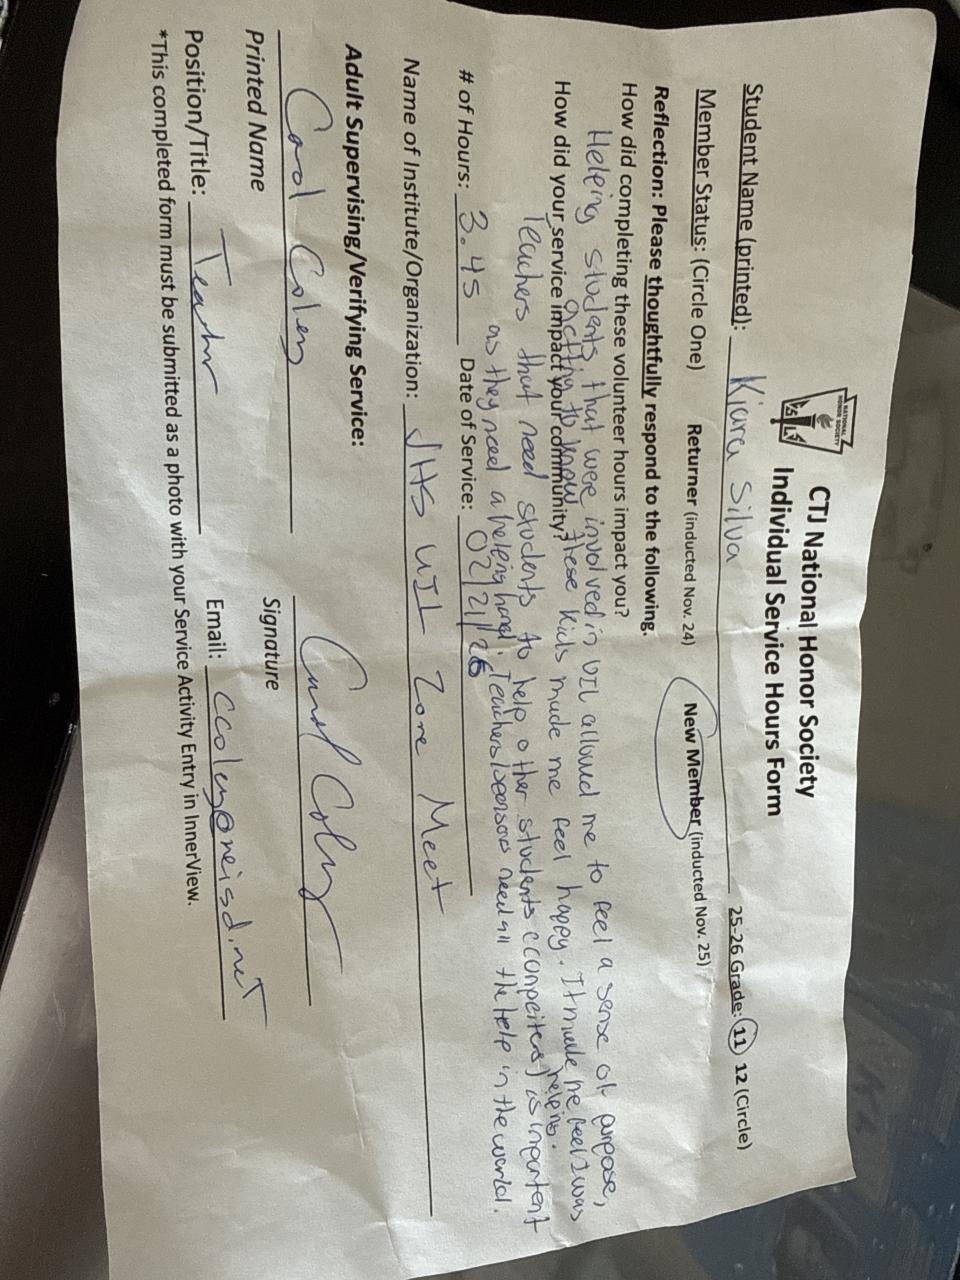 NATIONAL HONOR SOCIETY
CTJ National Honor Society
Individual Service Hours Form
Student Name (printed): Kiara Silva 25-26 Grade: 11 12 (Circle)
Member Status: (Circle One) Returner (inducted Nov. 24) New Member (inducted Nov. 25)
Reflection: Please thoughtfully respond to the following.
How did completing these volunteer hours impact you?
Helping students, that were involved in UIL allowed me to feel a sense of purpose,
getting to know these kids made me feel happy. It made me feel I was
helping.
How did your service impact your community?
Teachers that need students to help other students (compeiters) is important
as they need a helping hand. Teachers/sponsors need all the help in the world.
# of Hours: 3.45 Date of Service: 02/21/26
Name of Institute/Organization: JHS UIL Zone Meet
Adult Supervising/Verifying Service:
Carol Coley Carol Coley
Printed Name Signature
Position/Title: Teacher Email: ccoley@neisd.net
*This completed form must be submitted as a photo with your Service Activity Entry in InnerView.